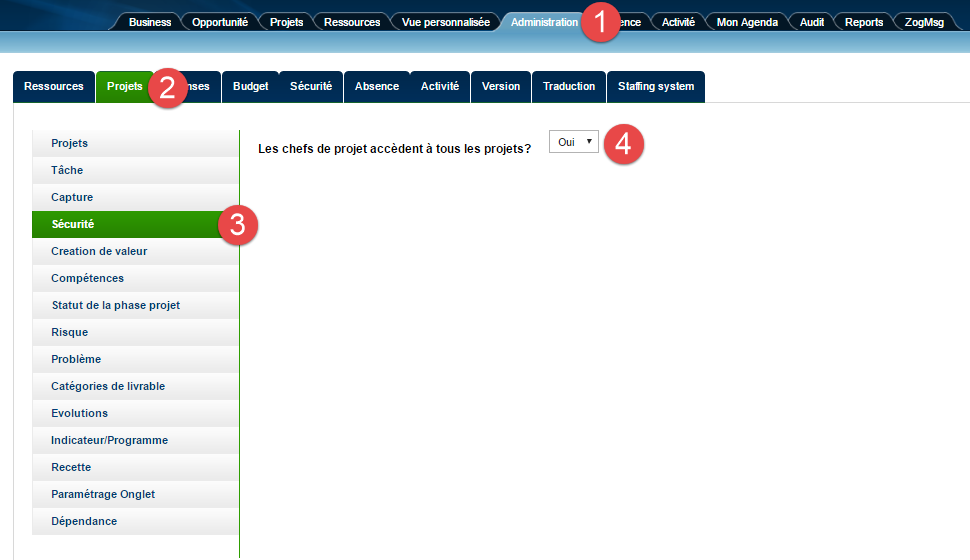 Business Opportunité Projets Ressources Vue personnalisée Administration 1 ence Activité Mon Agenda Audit Reports ZogMsg
Ressources Projets 2 nses Budget Sécurité Absence Activité Version Traduction Staffing system
Les chefs de projet accèdent à tous les projets? Oui 4
Projets
Tâche
Capture
Sécurité 3
Creation de valeur
Compétences
Statut de la phase projet
Risque
Problème
Catégories de livrable
Evolutions
Indicateur/Programme
Recette
Paramétrage Onglet
Dépendance